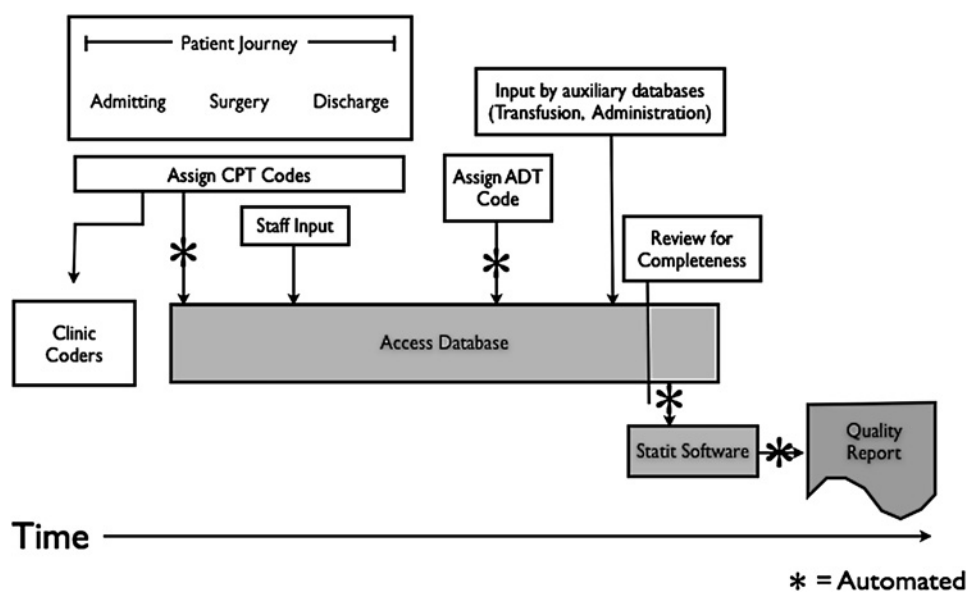 Patient Journey
Admitting Surgery Discharge
Input by auxiliary databases
(Transfusion, Administration)
Assign CPT Codes
Assign ADT
Code
Staff Input
Review for
Completeness
Clinic
Coders
Access Database
*
*
*
Statit Software
*
Quality
Report
Time
* = Automated